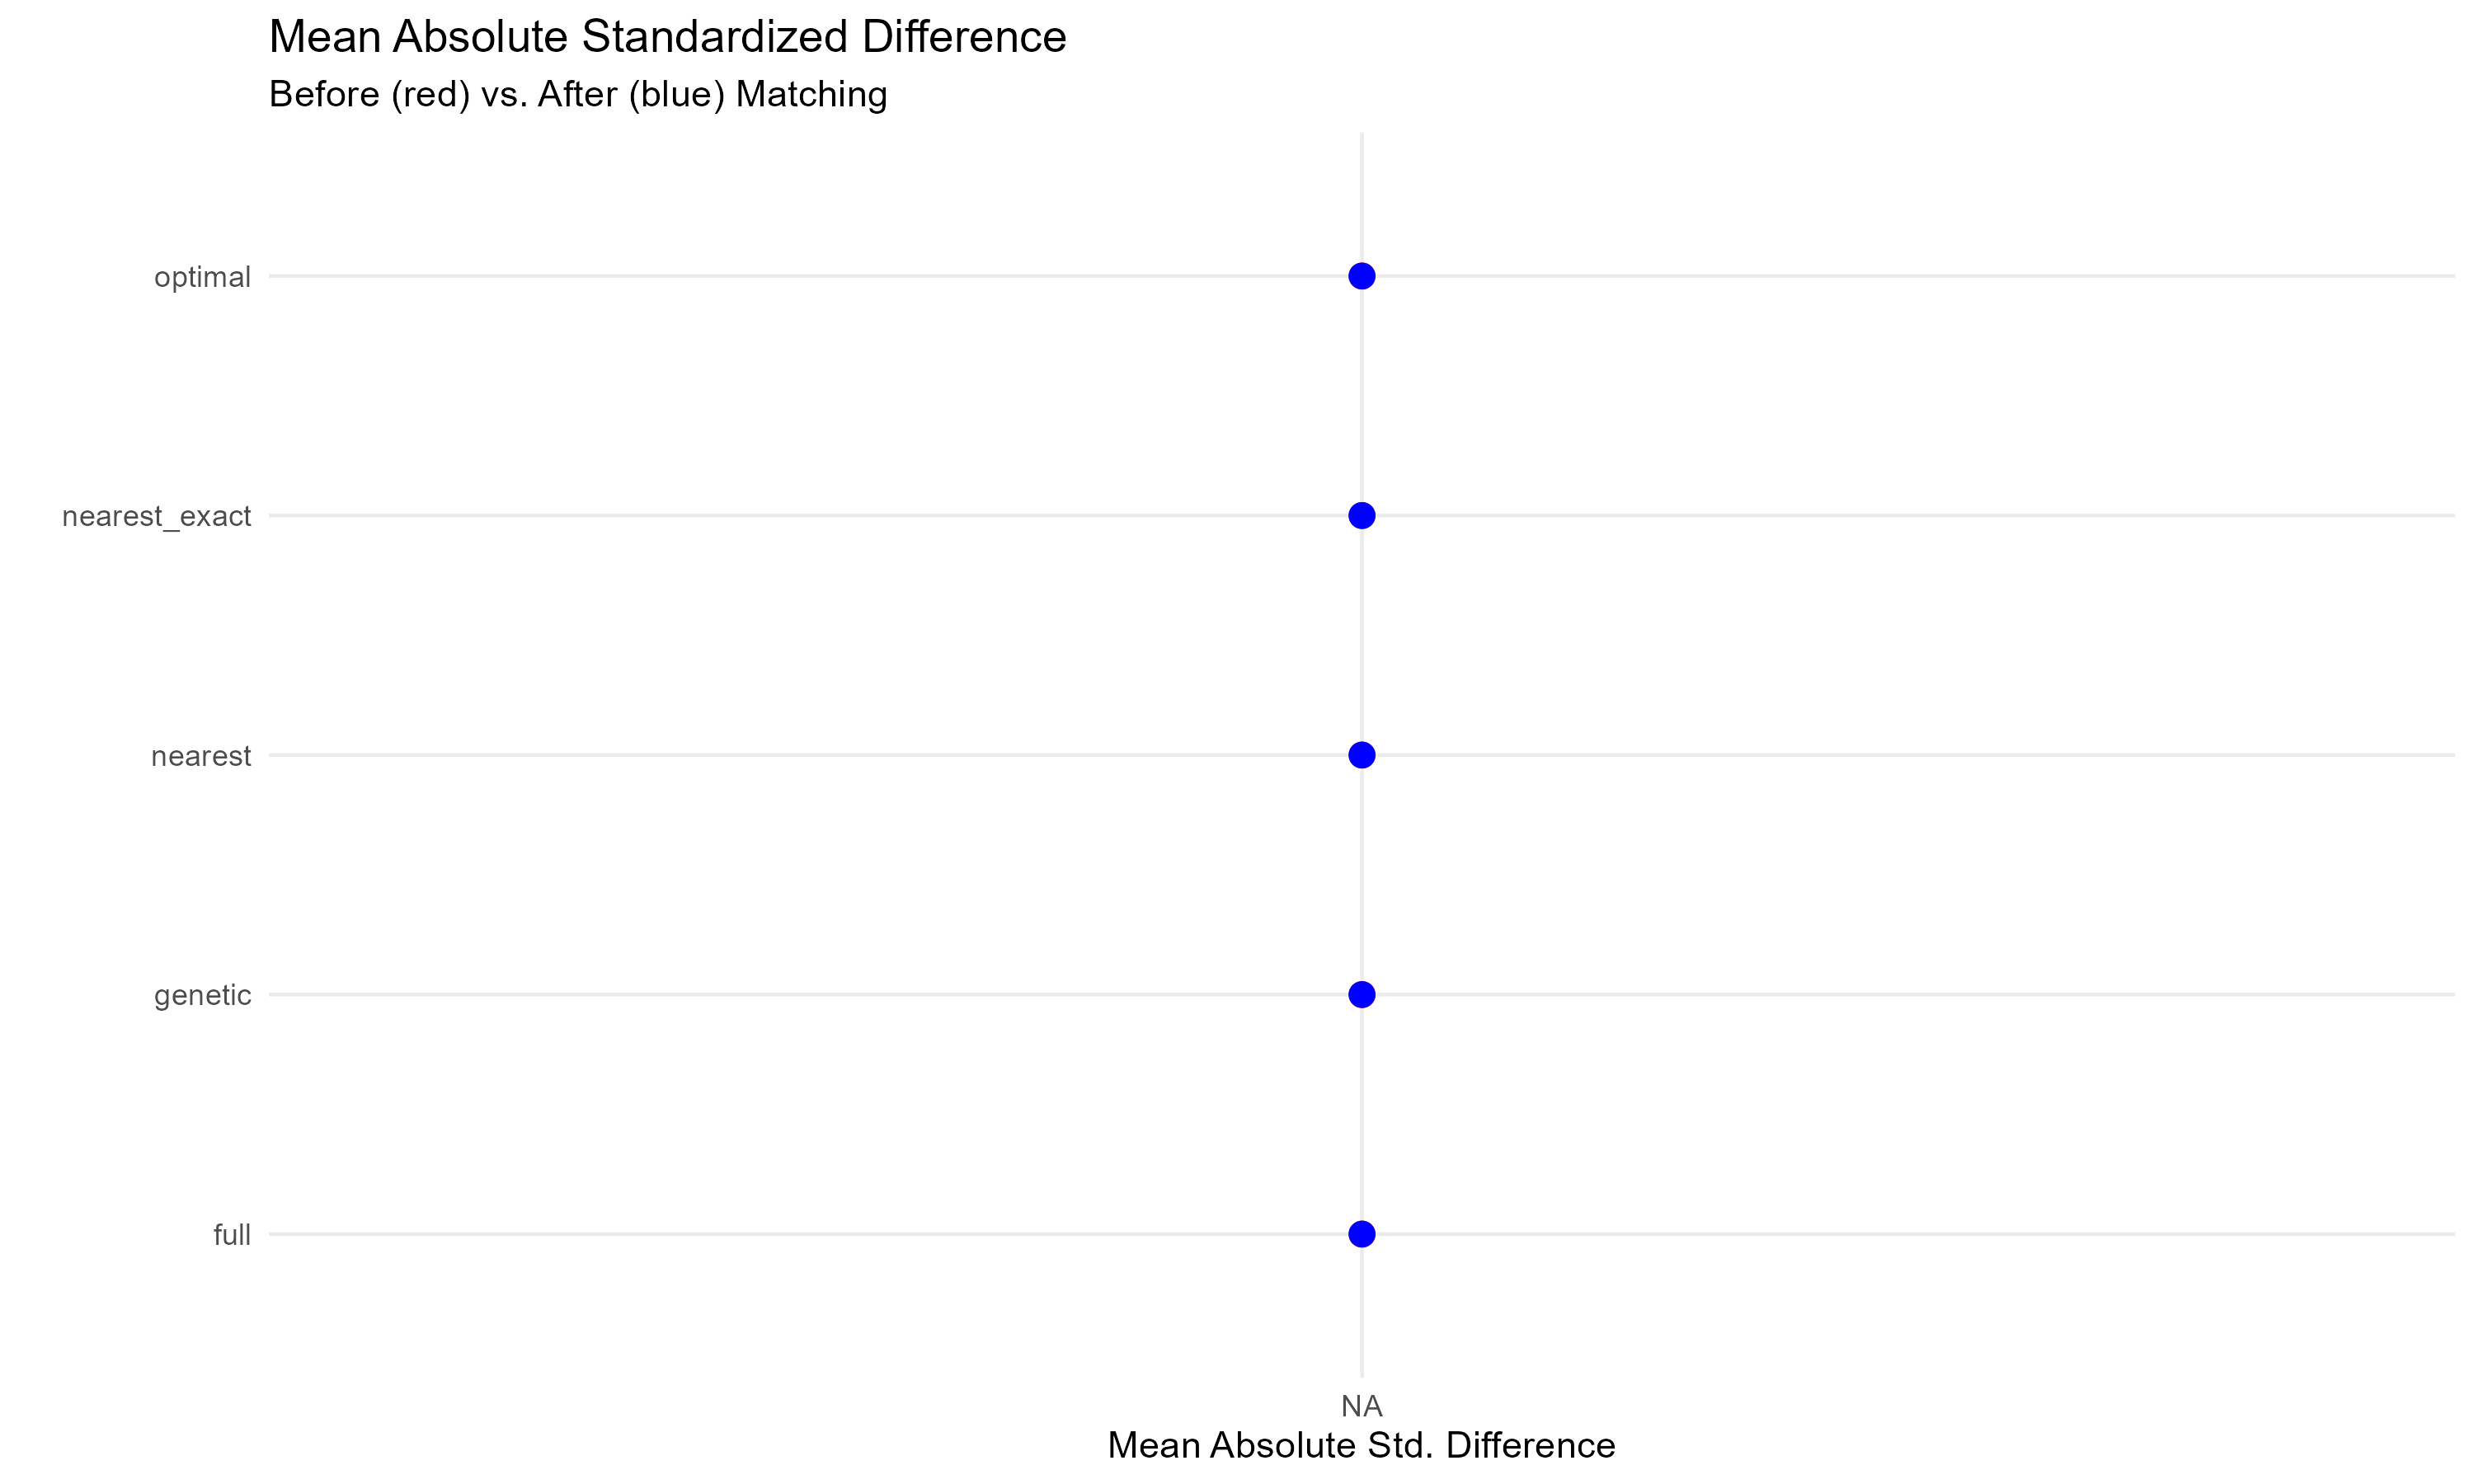 Mean Absolute Standardized Difference
Before (red) vs. After (blue) Matching
optimal
nearest_exact
nearest
genetic
full
NA
Mean Absolute Std. Difference